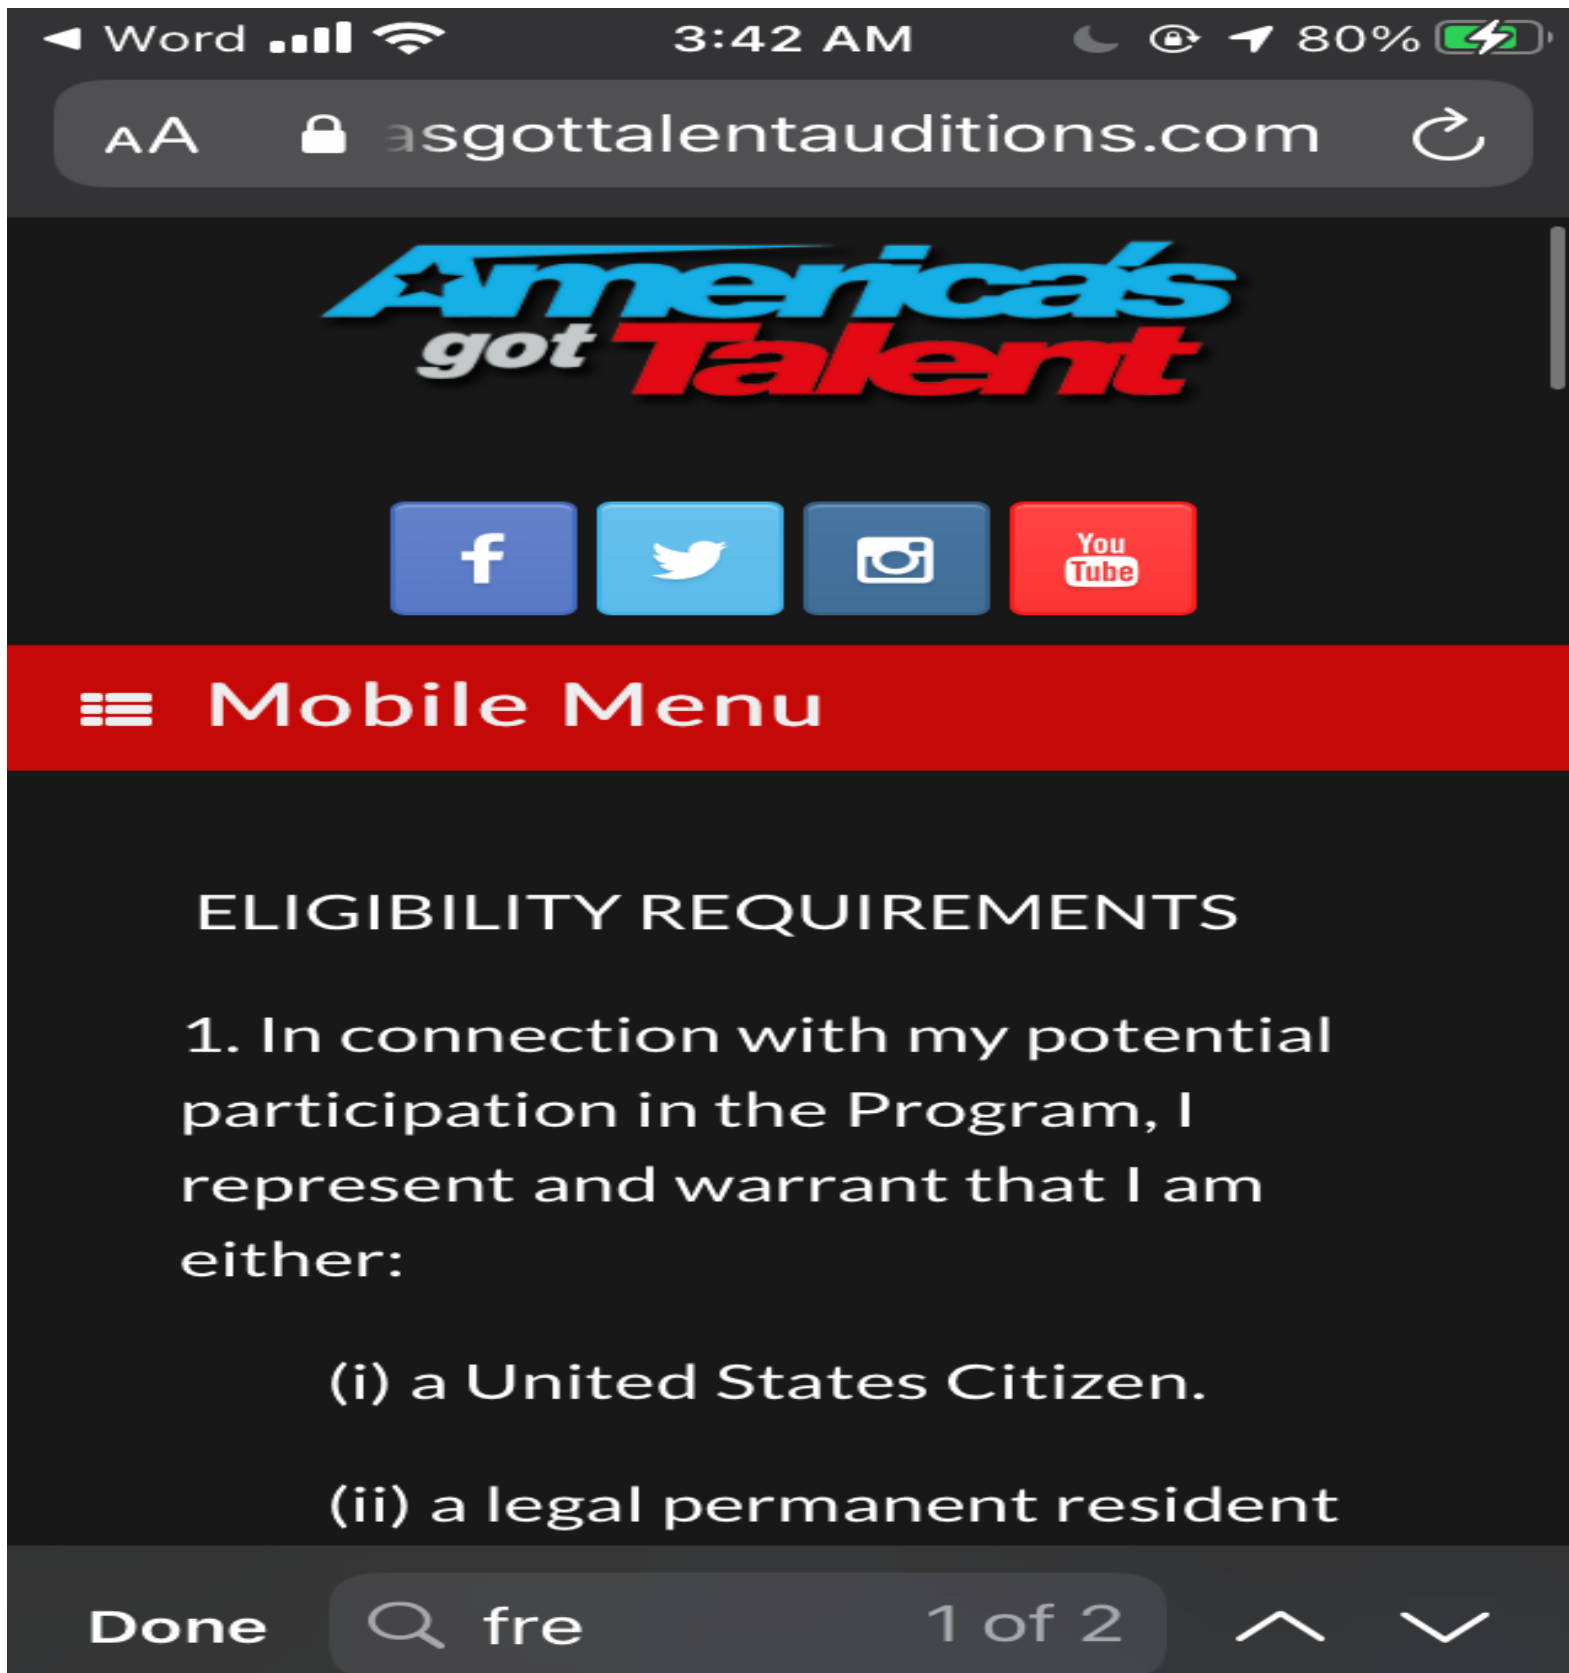 ◀ Word 3:42 AM 80%
AA asgottalentauditions.com
America's
got Talent
f You
Tube
Mobile Menu
ELIGIBILITY REQUIREMENTS
1. In connection with my potential
participation in the Program, I
represent and warrant that I am
either:
(i) a United States Citizen.
(ii) a legal permanent resident
Done fre 1 of 2